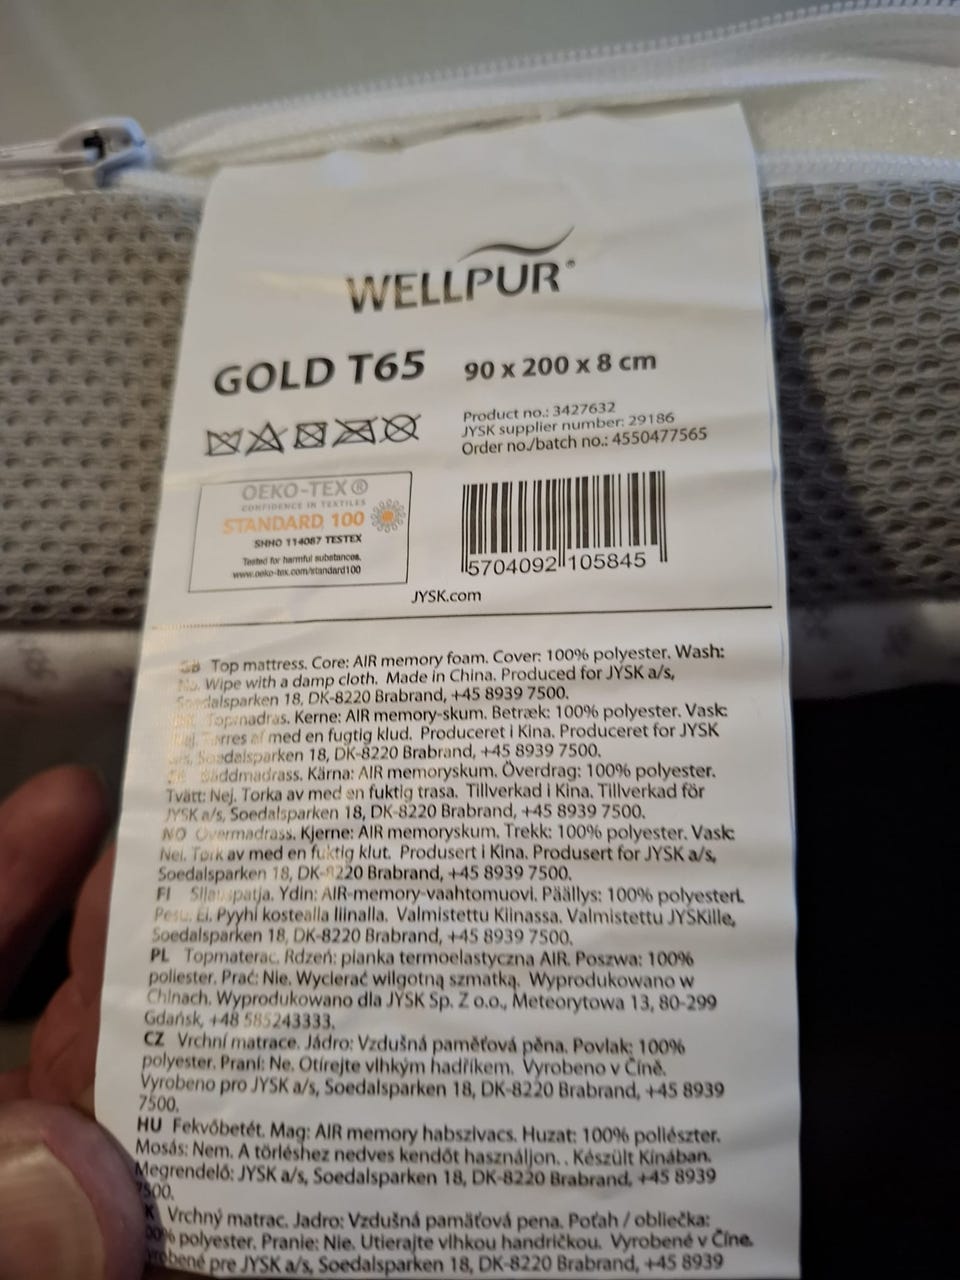 WELLPUR®
GOLD T65
90 x 200 x 8 cm
Product no.: 3427632
JYSK supplier number: 29186
Order no./batch no.: 4550477565
OEKO-TEX®
CONFIDENCE IN TEXTILES
STANDARD 100
SHHO 114087 TESTEX
Tested for harmful substances.
www.oeko-tex.com/standard100
5704092 105845
JYSK.com
GB Top mattress. Core: AIR memory foam. Cover: 100% polyester. Wash:
No. Wipe with a damp cloth. Made in China. Produced for JYSK a/s,
Soedalsparken 18, DK-8220 Brabrand, +45 8939 7500.
Topmadras. Kerne: AIR memory-skum. Betræk: 100% polyester. Vask:
Nej. Tørres af med en fugtig klud. Produceret i Kina. Produceret for JYSK
a/s, Soedalsparken 18, DK-8220 Brabrand, +45 8939 7500.
Bäddmadrass. Kärna: AIR memoryskum. Överdrag: 100% polyester.
Tvätt: Nej. Torka av med en fuktig trasa. Tillverkad i Kina. Tillverkad för
JYSK a/s, Soedalsparken 18, DK-8220 Brabrand, +45 8939 7500.
NO Overmadrass. Kjerne: AIR memoryskum. Trekk: 100% polyester. Vask:
Nei. Tørk av med en fuktig klut. Produsert i Kina. Produsert for JYSK a/s,
Soedalsparken 18, DK-8220 Brabrand, +45 8939 7500.
FI Sijauspatja. Ydin: AIR-memory-vaahtomuovi. Päällys: 100% polyesteri.
Pesu: Ei. Pyyhi kostealla liinalla. Valmistettu Kiinassa. Valmistettu JYSKille,
Soedalsparken 18, DK-8220 Brabrand, +45 8939 7500.
PL Topmaterac. Rdzeń: pianka termoelastyczna AIR. Poszwa: 100%
poliester. Prać: Nie. Wycierać wilgotną szmatką. Wyprodukowano w
Chinach. Wyprodukowano dla JYSK Sp. Z o.o., Meteorytowa 13, 80-299
Gdańsk, +48 585243333.
CZ Vrchní matrace. Jádro: Vzdušná paměťová pěna. Povlak: 100%
polyester. Praní: Ne. Otírejte vlhkým hadříkem. Vyrobeno v Číně.
Vyrobeno pro JYSK a/s, Soedalsparken 18, DK-8220 Brabrand, +45 8939
7500.
HU Fekvőbetét. Mag: AIR memory habszivacs. Huzat: 100% poliészter.
Mosás: Nem. A törléshez nedves kendőt használjon. . Készült Kínában.
Megrendelő: JYSK a/s, Soedalsparken 18, DK-8220 Brabrand, +45 8939
7500.
Vrchný matrac. Jadro: Vzdušná pamäťová pena. Poťah / obliečka:
polyester. Pranie: Nie. Utierajte vlhkou handričkou. Vyrobené v Číne.
pre JYSK a/s, Soedalsparken 18, DK-8220 Brabrand, +45 8939